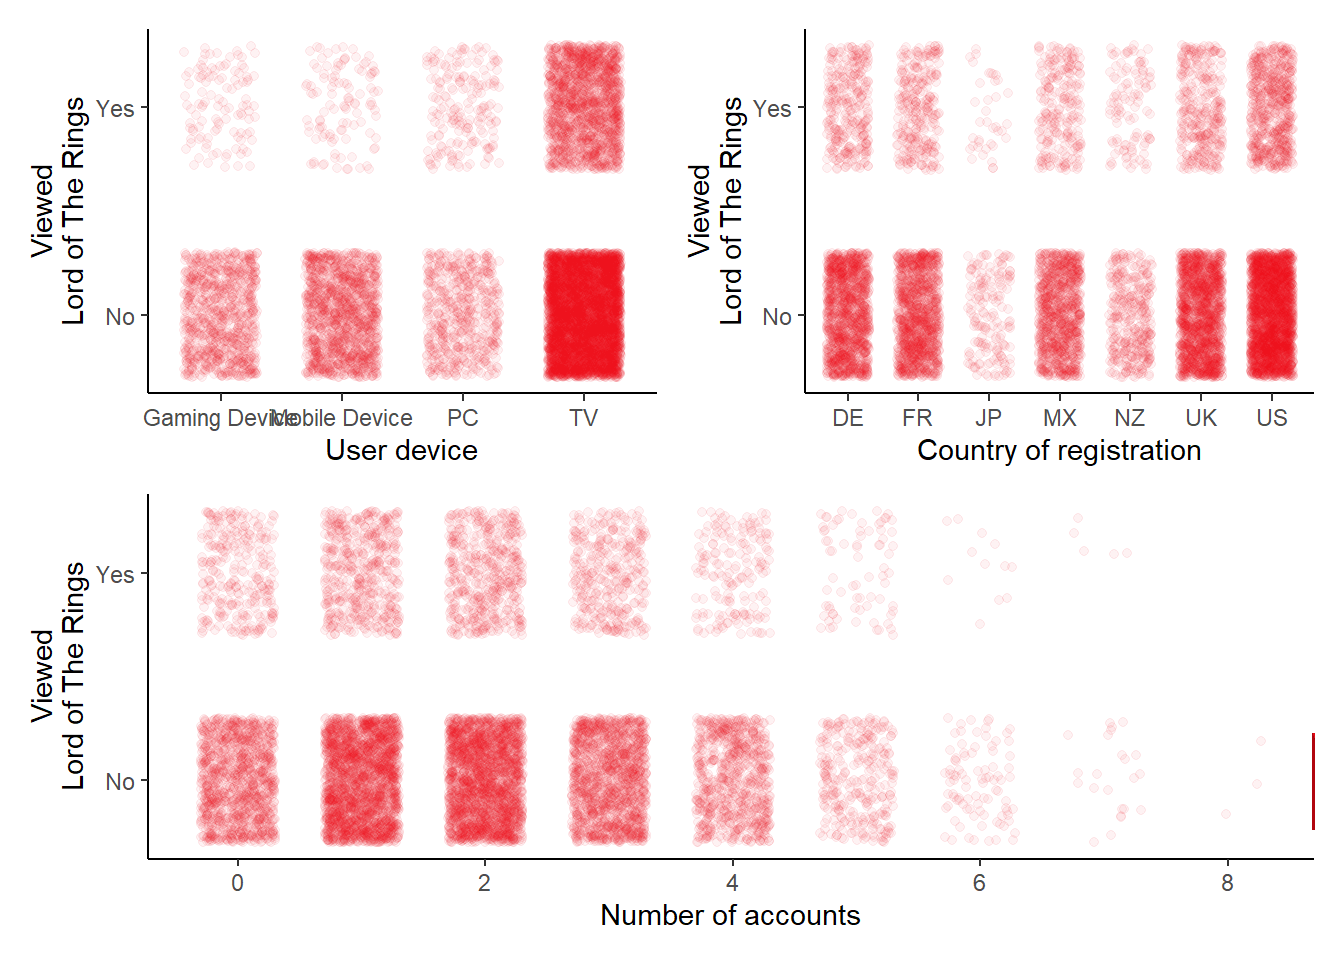 Viewed
Lord of The Rings
Yes
No
Gaming Device
Mobile Device
PC
TV
User device
Viewed
Lord of The Rings
Yes
No
DE
FR
JP
MX
NZ
UK
US
Country of registration
Viewed
Lord of The Rings
Yes
No
0
2
4
6
8
Number of accounts